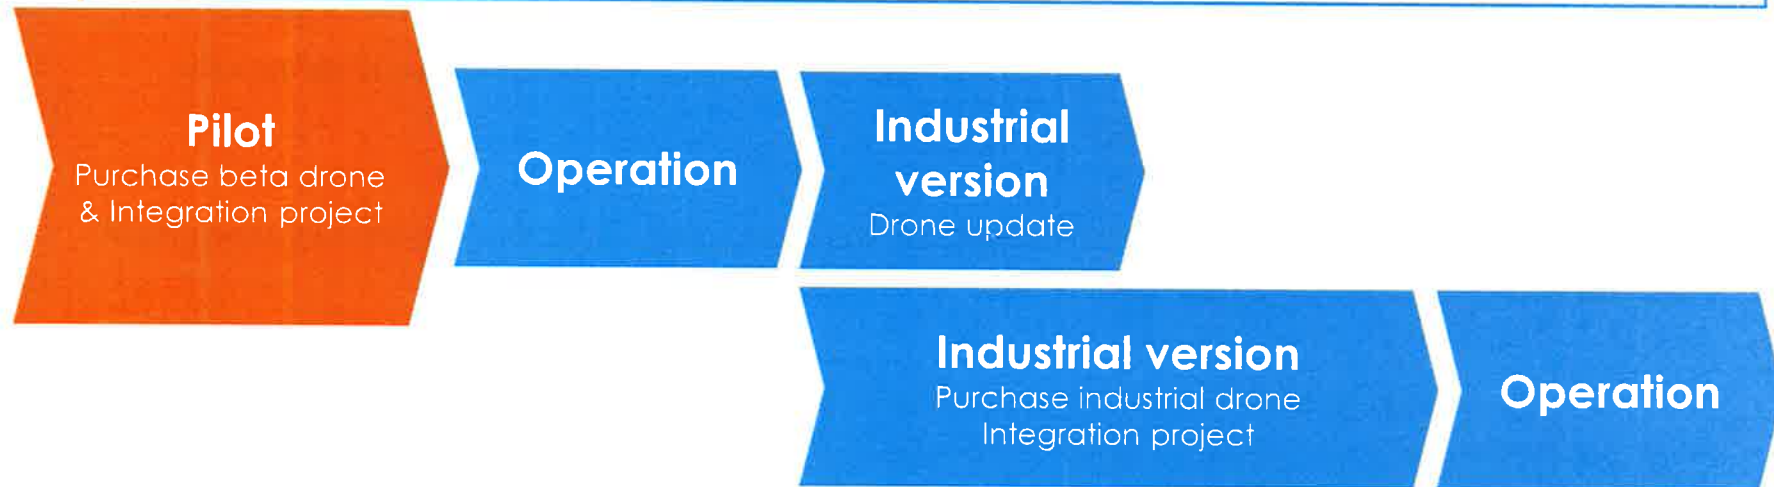 Pilot
Purchase beta drone
& Integration project
Operation
Industrial
version
Drone update
Industrial version
Purchase industrial drone
Integration project
Operation